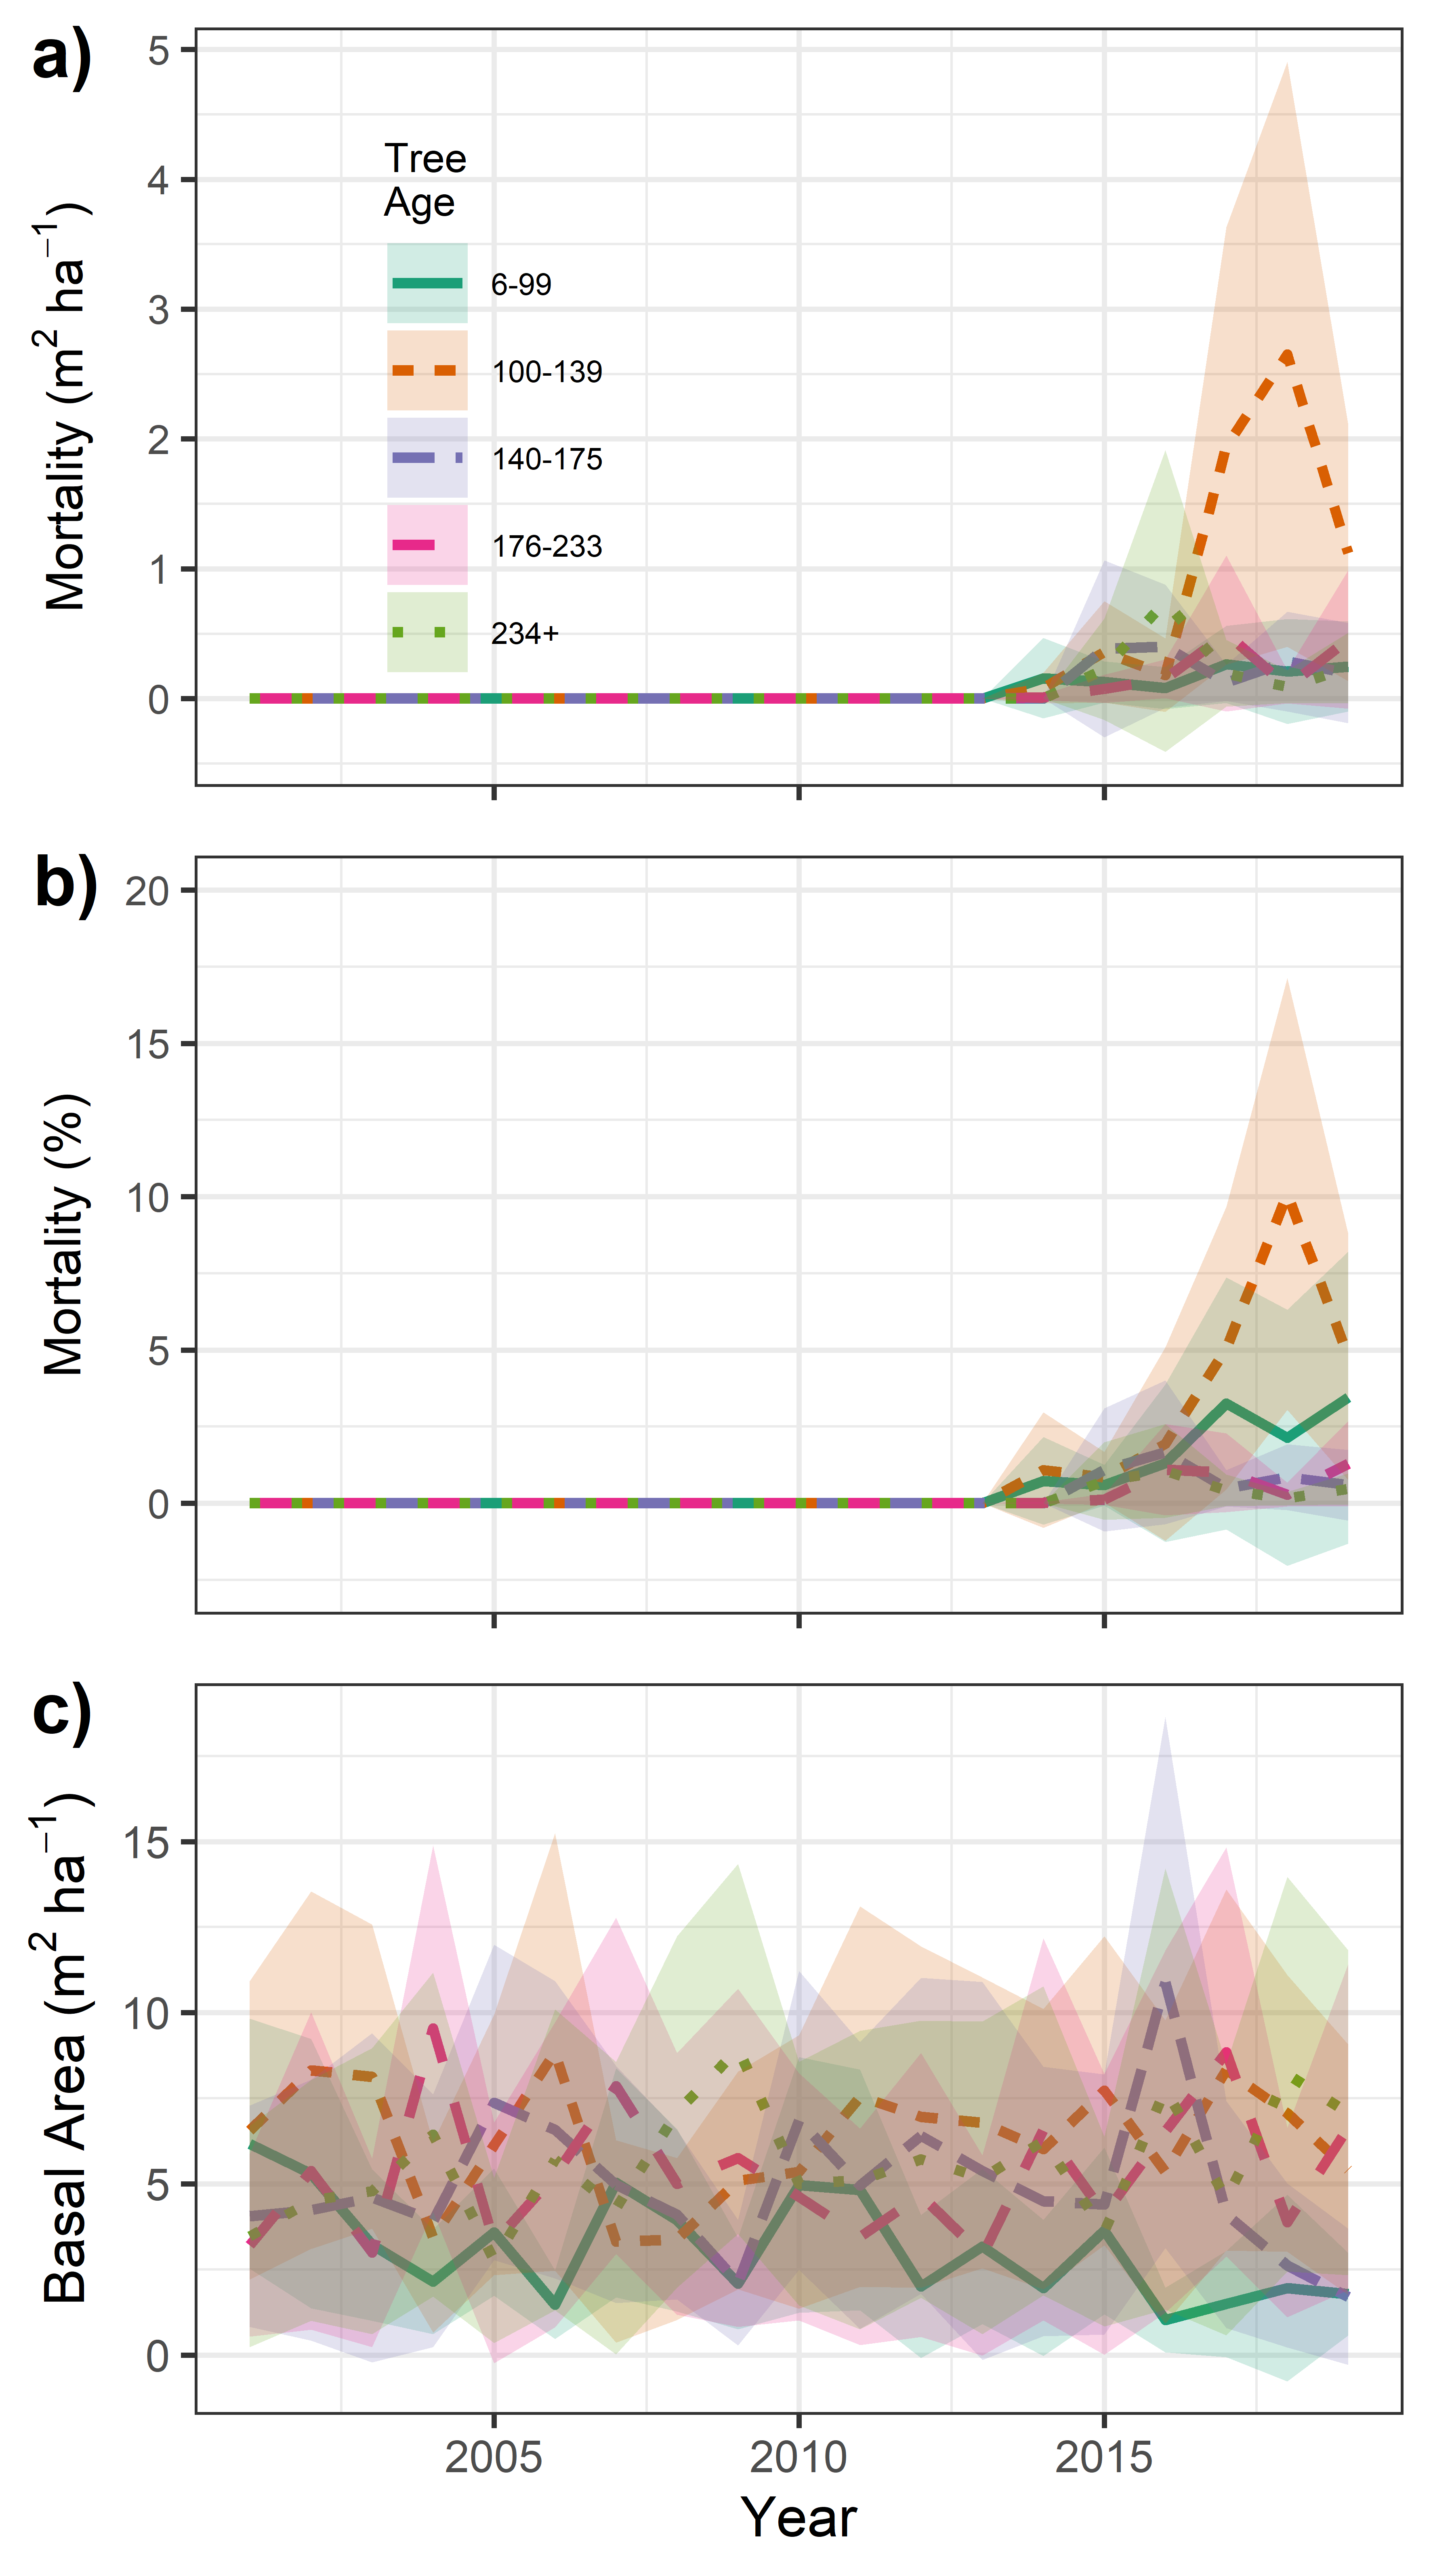 a)
Mortality (m² ha⁻¹)
5
4
3
2
1
0
Tree
Age
6-99
100-139
140-175
176-233
234+
b)
Mortality (%)
20
15
10
5
0
c)
Basal Area (m² ha⁻¹)
15
10
5
0
2005 2010 2015
Year